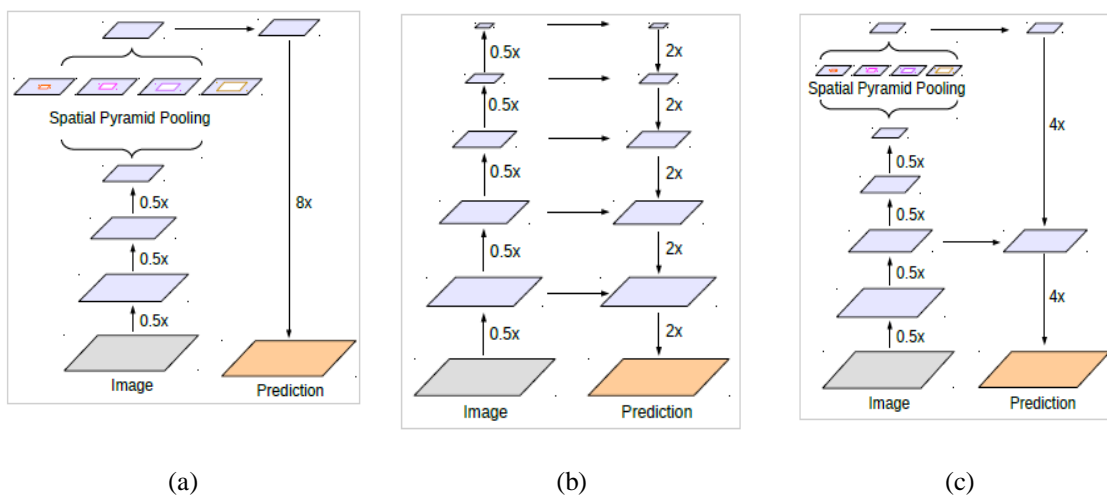 Spatial Pyramid Pooling
0.5x
0.5x
0.5x
8x
Image
Prediction
(a)
0.5x
2x
0.5x
2x
0.5x
2x
0.5x
2x
0.5x
2x
Image
Prediction
(b)
Spatial Pyramid Pooling
0.5x
4x
0.5x
0.5x
4x
0.5x
Image
Prediction
(c)